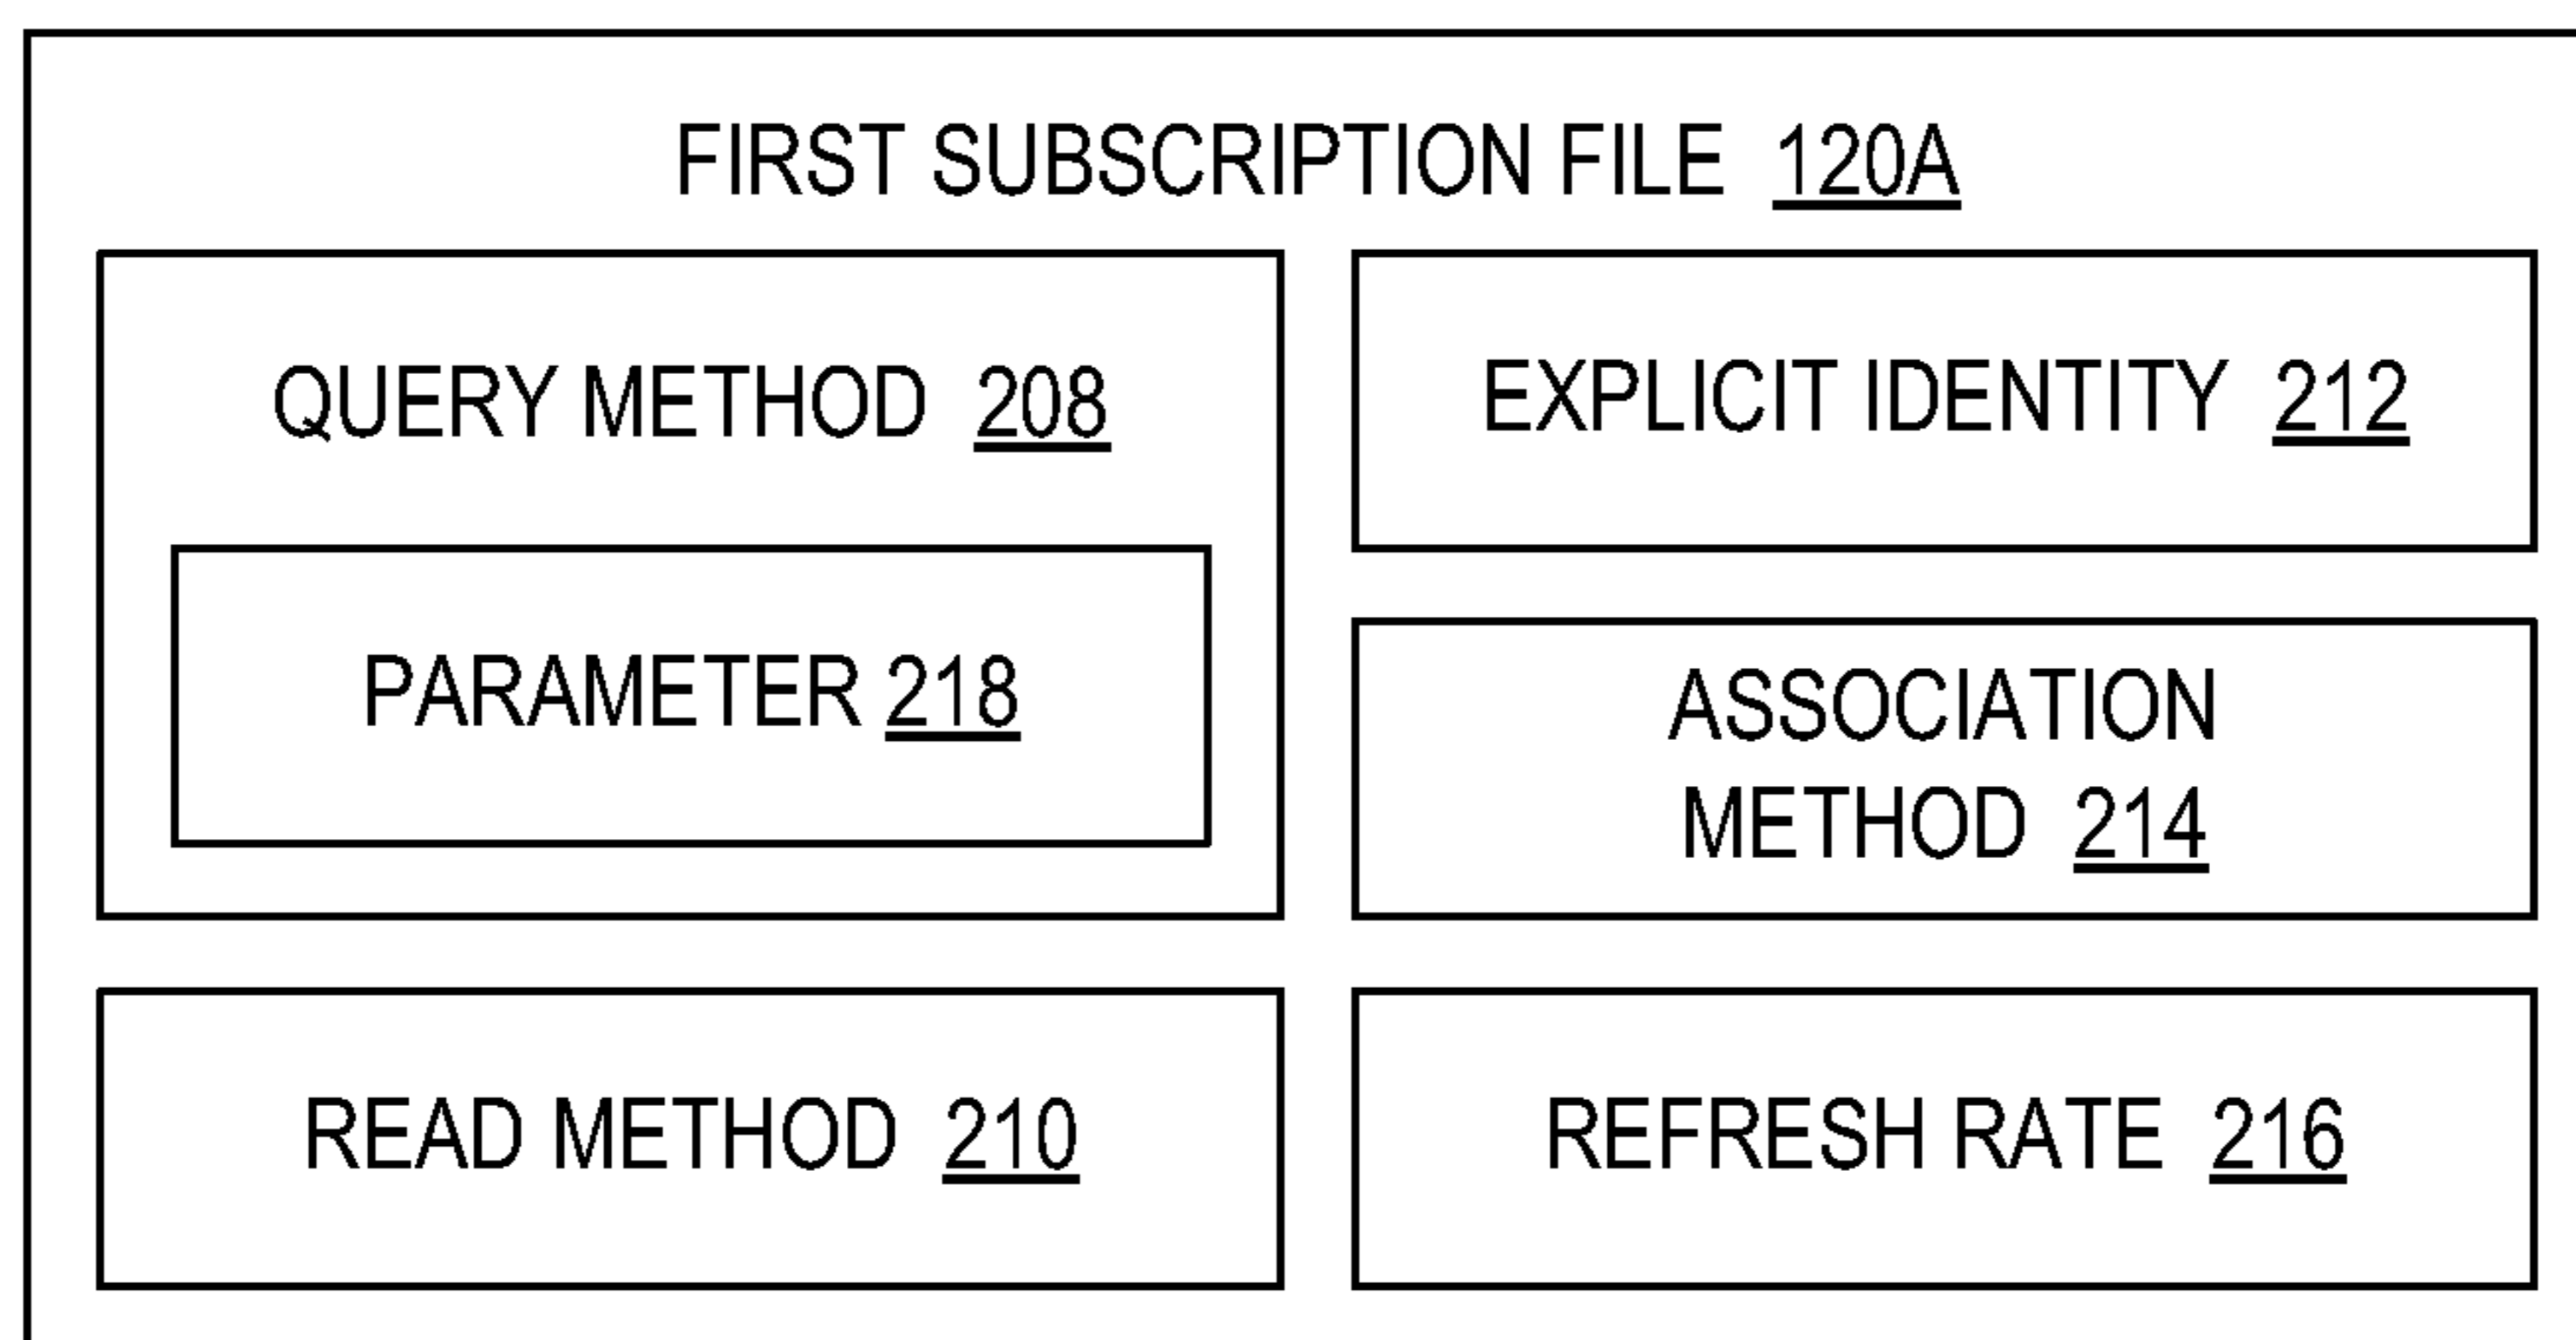 FIRST SUBSCRIPTION FILE 120A
QUERY METHOD 208
PARAMETER 218
READ METHOD 210
EXPLICIT IDENTITY 212
ASSOCIATION
METHOD 214
REFRESH RATE 216